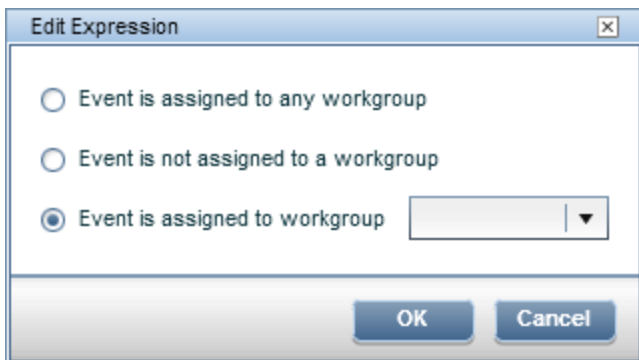 Edit Expression
Event is assigned to any workgroup
Event is not assigned to a workgroup
Event is assigned to workgroup
OK Cancel